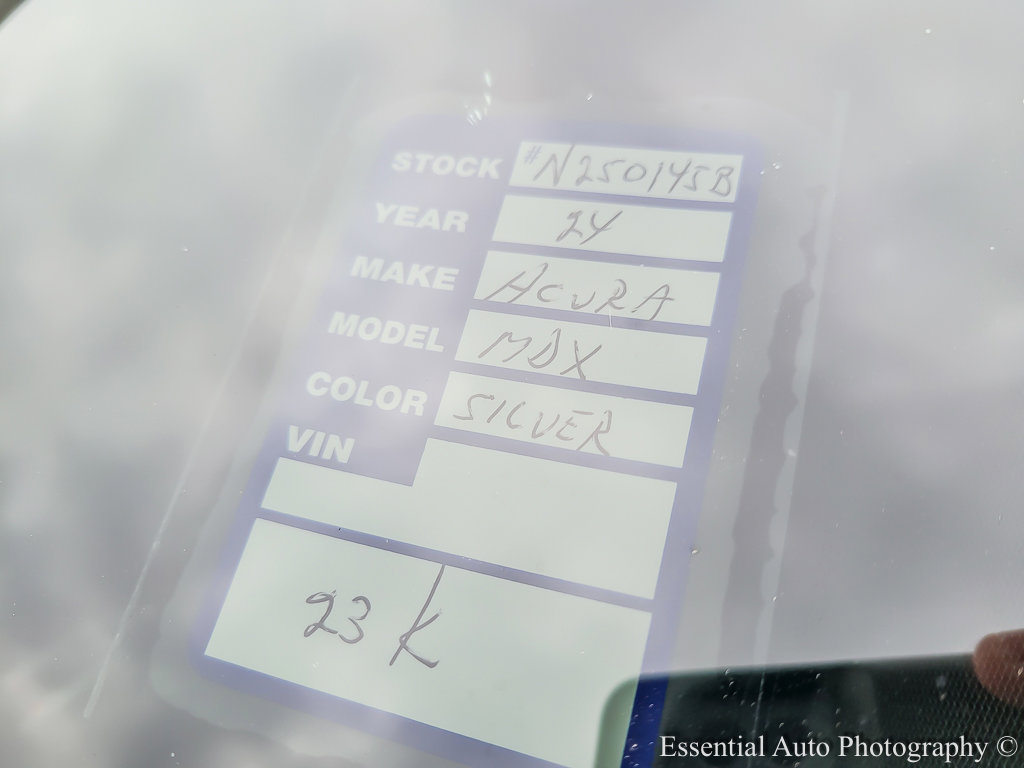 STOCK #N250145B
YEAR 24
MAKE ACURA
MODEL MDX
COLOR SILVER
VIN
23 K
Essential Auto Photography ©